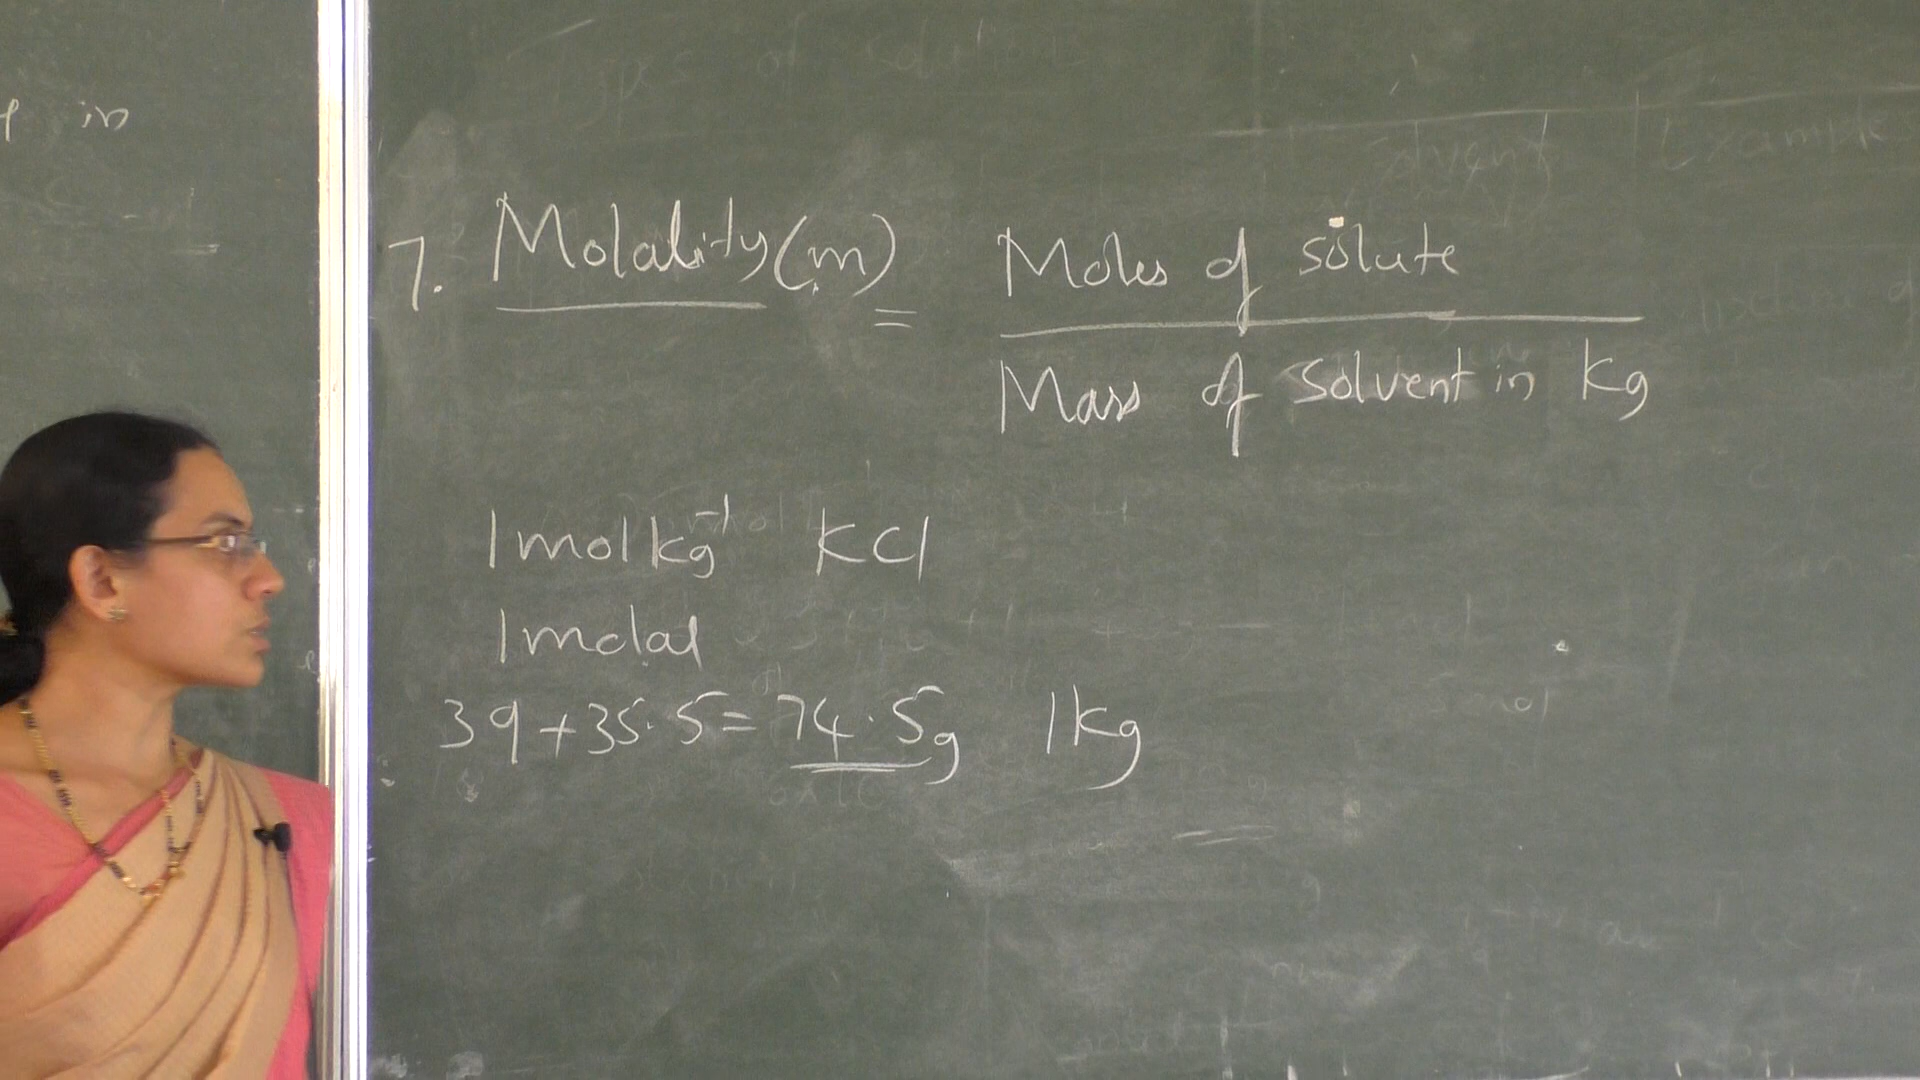 in
7. Molality (m) = Moles of solute
Mass of solvent in Kg
1 mol kg⁻¹ KCl
1 molal
39 + 35.5 = 74.5g 1kg